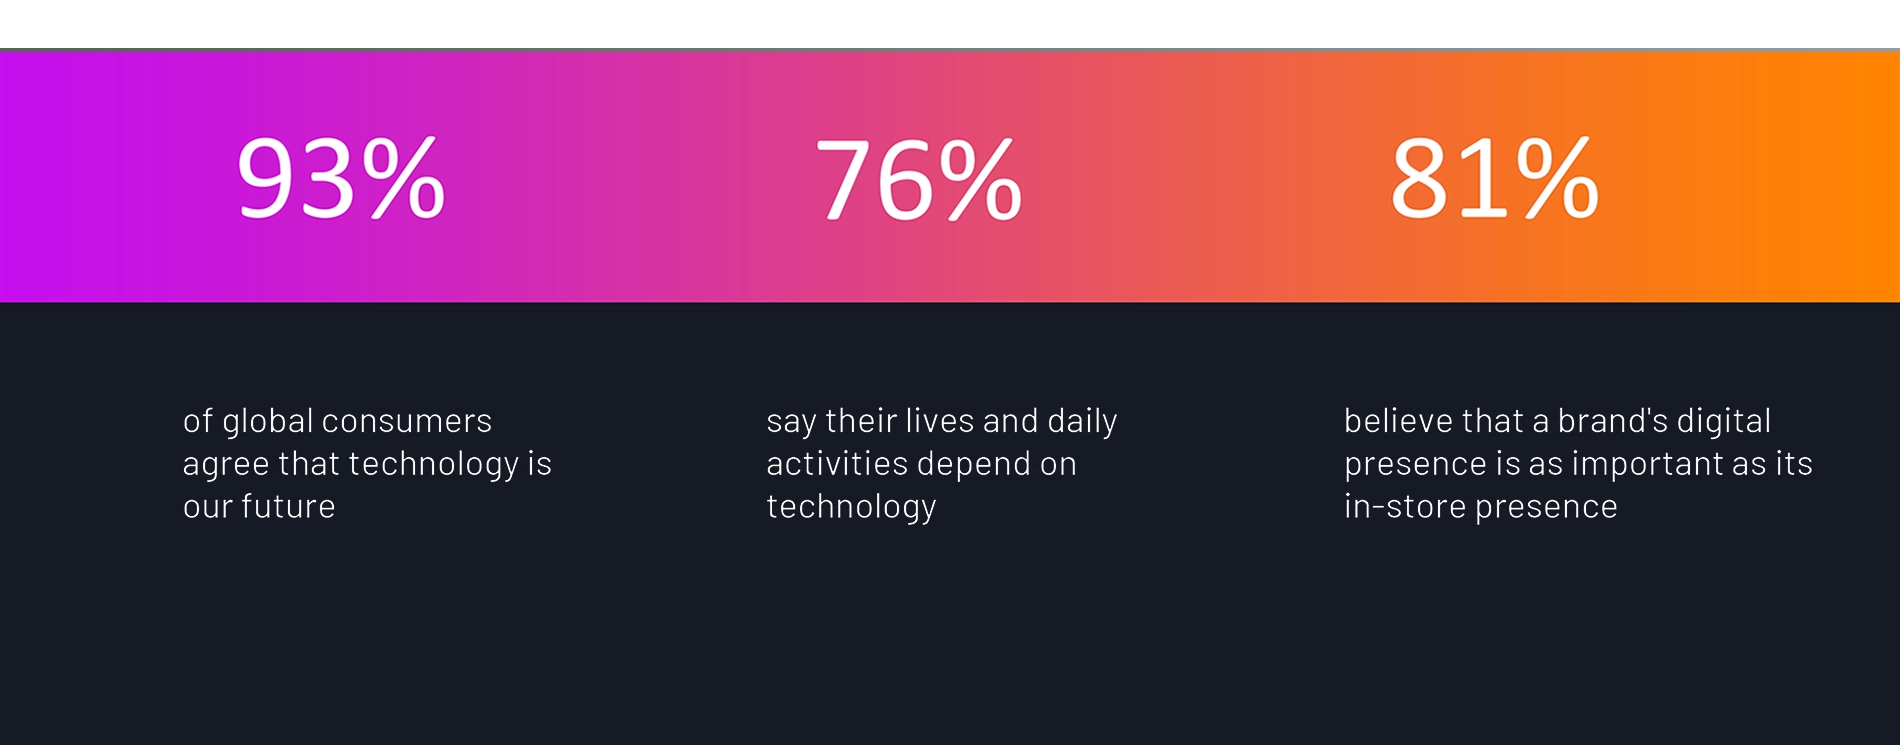 93%
76%
81%
of global consumers
agree that technology is
our future
say their lives and daily
activities depend on
technology
believe that a brand's digital
presence is as important as its
in-store presence